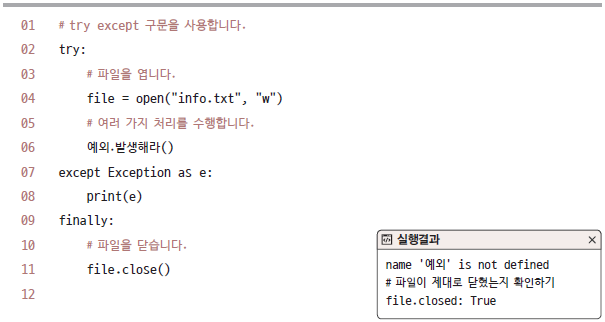 01 # try except 구문을 사용합니다.
02 try:
03 # 파일을 엽니다.
04 file = open("info.txt", "w")
05 # 여러 가지 처리를 수행합니다.
06 예외.발생해라()
07 except Exception as e:
08 print(e)
09 finally:
10 # 파일을 닫습니다.
11 file.close()
12
실행결과
name '예외' is not defined
# 파일이 제대로 닫혔는지 확인하기
file.closed: True